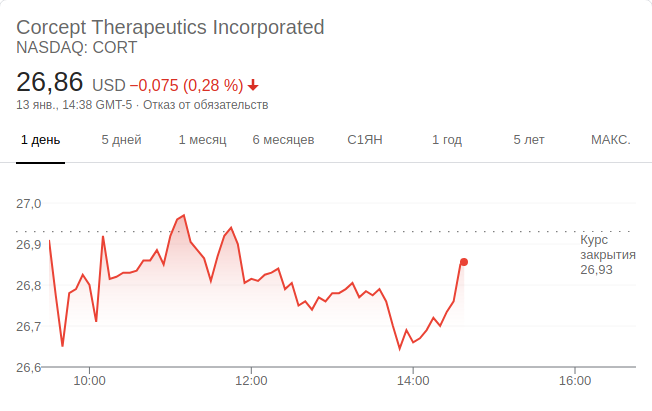 Corcept Therapeutics Incorporated
NASDAQ: CORT
26,86 USD −0,075 (0,28 %)
13 янв., 14:38 GMT-5 · Отказ от обязательств
1 день 5 дней 1 месяц 6 месяцев С1ЯН 1 год 5 лет МАКС.
27,0
26,9
26,8
26,7
26,6
Курс
закрытия
26,93
10:00 12:00 14:00 16:00